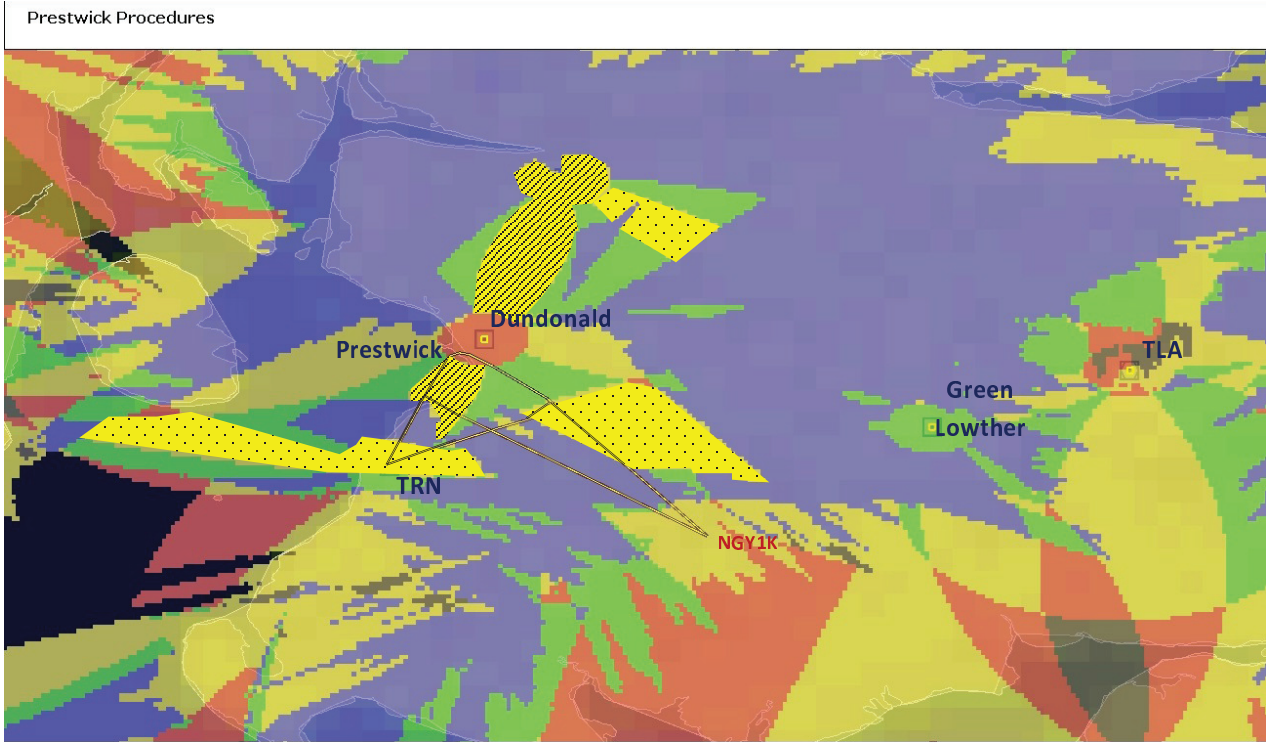 Prestwick Procedures
Dundonald
Prestwick
TLA
Green
Lowther
TRN
NGY1K